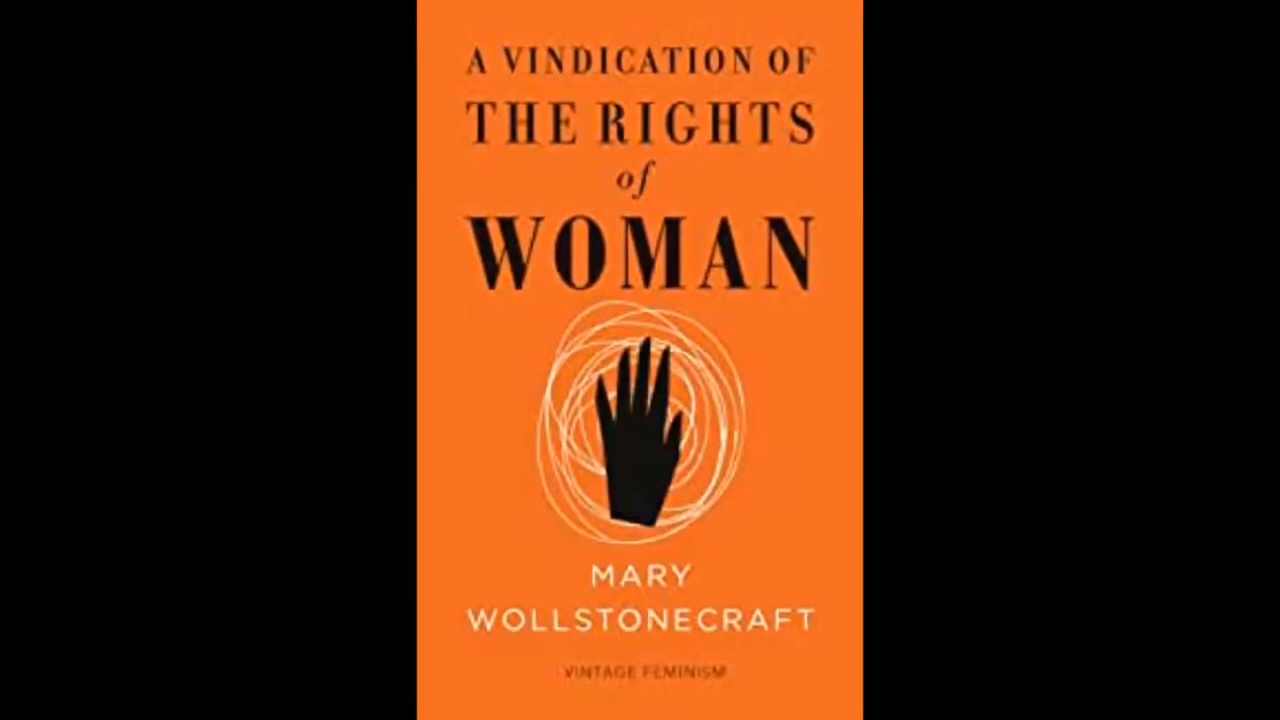 A VINDICATION OF
THE RIGHTS
of
WOMAN
MARY
WOLLSTONECRAFT
VINTAGE FEMINISM